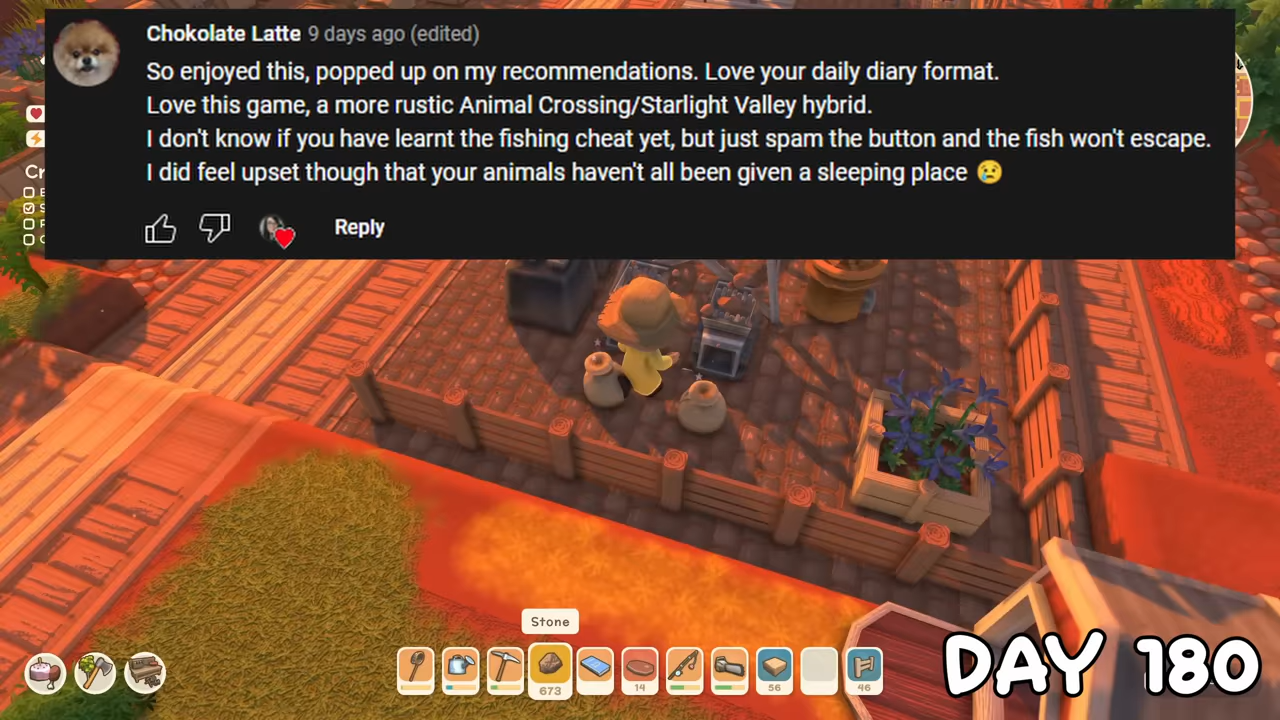 Chokolate Latte 9 days ago (edited)
So enjoyed this, popped up on my recommendations. Love your daily diary format.
Love this game, a more rustic Animal Crossing/Starlight Valley hybrid.
I don't know if you have learnt the fishing cheat yet, but just spam the button and the fish won't escape.
I did feel upset though that your animals haven't all been given a sleeping place 😢
Reply
Cr
Stone
673
14
56
46
DAY 180